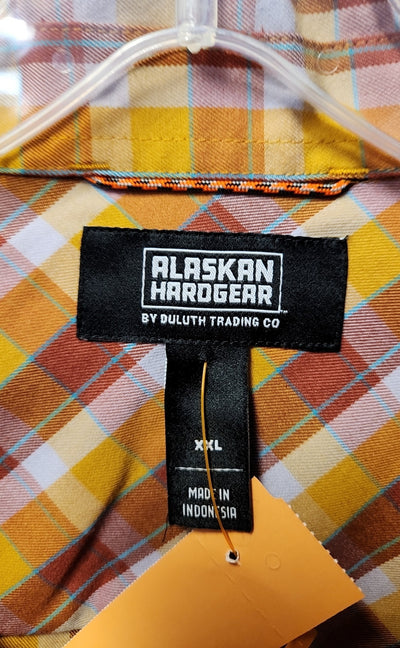 ALASKAN
HARDGEAR
BY DULUTH TRADING CO
XXL
MADE IN
INDONESIA